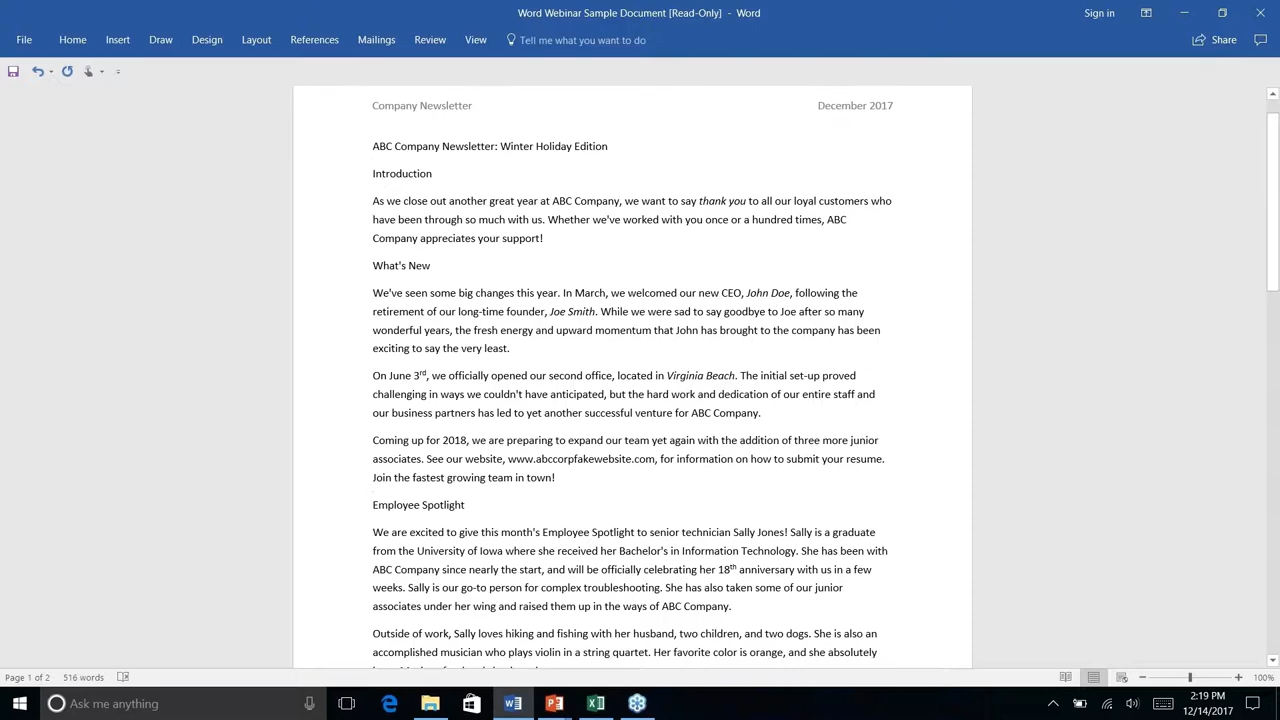 Word Webinar Sample Document [Read-Only] - Word
Sign in
File Home Insert Draw Design Layout References Mailings Review View Tell me what you want to do
Share
Company Newsletter December 2017
ABC Company Newsletter: Winter Holiday Edition
Introduction
As we close out another great year at ABC Company, we want to say thank you to all our loyal customers who
have been through so much with us. Whether we've worked with you once or a hundred times, ABC
Company appreciates your support!
What's New
We've seen some big changes this year. In March, we welcomed our new CEO, John Doe, following the
retirement of our long-time founder, Joe Smith. While we were sad to say goodbye to Joe after so many
wonderful years, the fresh energy and upward momentum that John has brought to the company has been
exciting to say the very least.
On June 3rd, we officially opened our second office, located in Virginia Beach. The initial set-up proved
challenging in ways we couldn't have anticipated, but the hard work and dedication of our entire staff and
our business partners has led to yet another successful venture for ABC Company.
Coming up for 2018, we are preparing to expand our team yet again with the addition of three more junior
associates. See our website, www.abccorpfakewebsite.com, for information on how to submit your resume.
Join the fastest growing team in town!
Employee Spotlight
We are excited to give this month's Employee Spotlight to senior technician Sally Jones! Sally is a graduate
from the University of Iowa where she received her Bachelor's in Information Technology. She has been with
ABC Company since nearly the start, and will be officially celebrating her 18th anniversary with us in a few
weeks. Sally is our go-to person for complex troubleshooting. She has also taken some of our junior
associates under her wing and raised them up in the ways of ABC Company.
Outside of work, Sally loves hiking and fishing with her husband, two children, and two dogs. She is also an
accomplished musician who plays violin in a string quartet. Her favorite color is orange, and she absolutely
Page 1 of 2 516 words 100%
Ask me anything
2:19 PM
12/14/2017